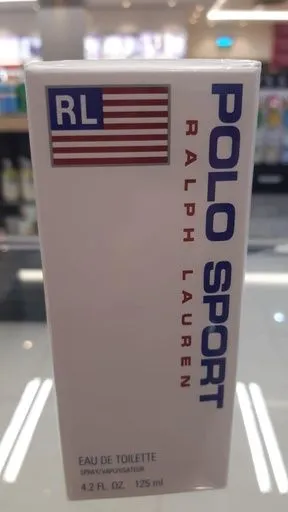 RL
POLO SPORT
RALPH LAUREN
EAU DE TOILETTE
SPRAY/VAPORISATEUR
4.2 FL. OZ. 125 ml